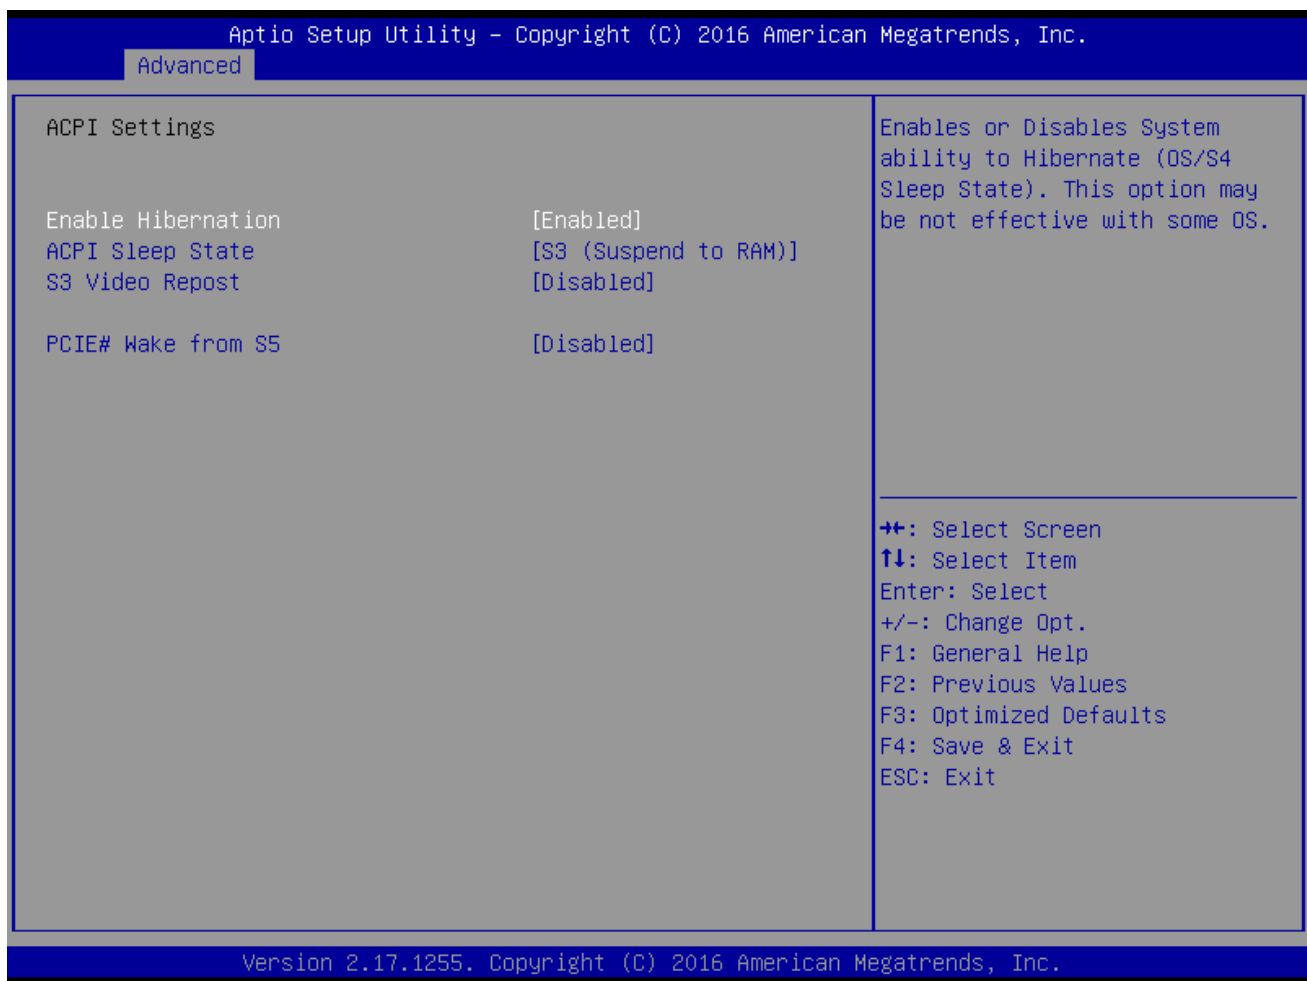 Aptio Setup Utility – Copyright (C) 2016 American Megatrends, Inc.
Advanced
ACPI Settings
Enable Hibernation [Enabled]
ACPI Sleep State [S3 (Suspend to RAM)]
S3 Video Repost [Disabled]
PCIE# Wake from S5 [Disabled]
Enables or Disables System
ability to Hibernate (OS/S4
Sleep State). This option may
be not effective with some OS.
→←: Select Screen
↑↓: Select Item
Enter: Select
+/-: Change Opt.
F1: General Help
F2: Previous Values
F3: Optimized Defaults
F4: Save & Exit
ESC: Exit
Version 2.17.1255. Copyright (C) 2016 American Megatrends, Inc.